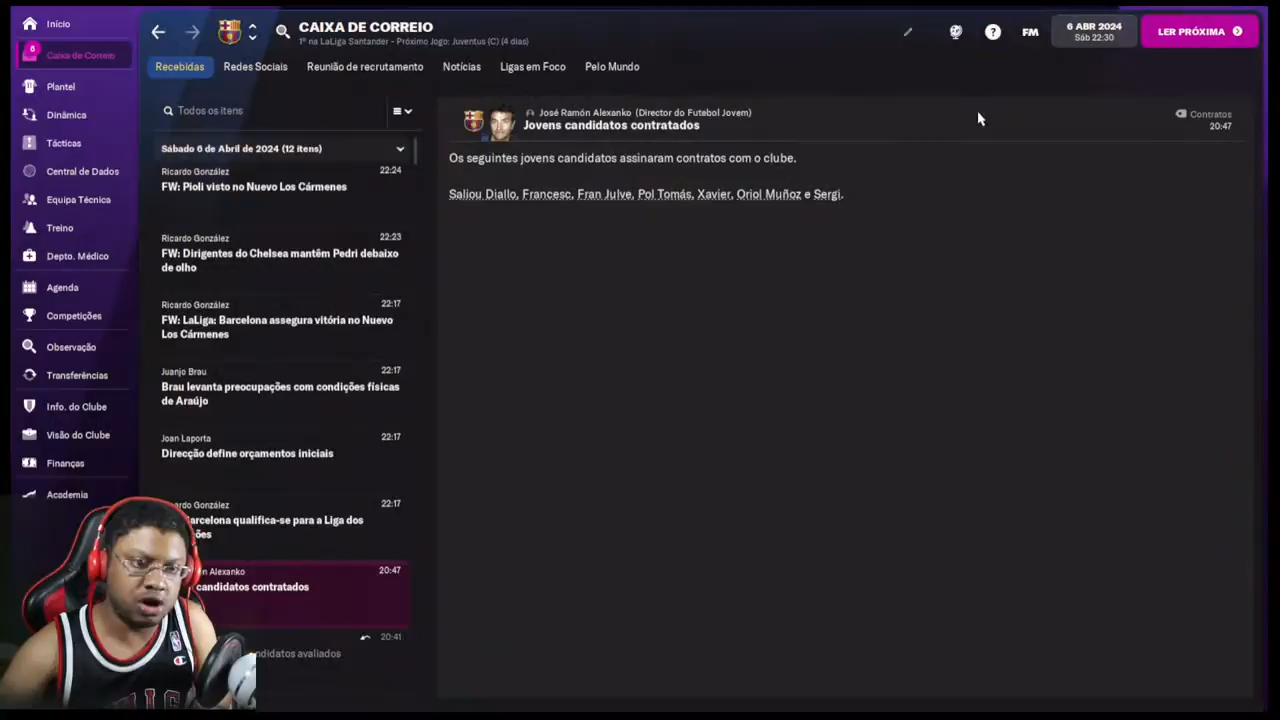 Início
6
Caixa de Correio
Plantel
Dinâmica
Tácticas
Central de Dados
Equipa Técnica
Treino
Depto. Médico
Agenda
Competições
Observação
Transferências
Info. do Clube
Visão do Clube
Finanças
Academia
CAIXA DE CORREIO
1º na LaLiga Santander - Próximo Jogo: Juventus (C) (4 dias)
?
FM
6 ABR 2024
Sáb 22:30
LER PRÓXIMA
Recebidas
Redes Sociais
Reunião de recrutamento
Notícias
Ligas em Foco
Pelo Mundo
Todos os itens
Sábado 6 de Abril de 2024 (12 itens)
Ricardo González 22:24
FW: Pioli visto no Nuevo Los Cármenes
Ricardo González 22:23
FW: Dirigentes do Chelsea mantêm Pedri debaixo
de olho
Ricardo González 22:17
FW: LaLiga: Barcelona assegura vitória no Nuevo
Los Cármenes
Juanjo Brau 22:17
Brau levanta preocupações com condições físicas
de Araújo
Joan Laporta 22:17
Direcção define orçamentos iniciais
ardo González 22:17
arcelona qualifica-se para a Liga dos
ões
n Alexanko 20:47
candidatos contratados
20:41
ndidatos avaliados
José Ramón Alexanko (Director do Futebol Jovem)
Jovens candidatos contratados
Contratos
20:47
Os seguintes jovens candidatos assinaram contratos com o clube.
Saliou Diallo, Francesc, Fran Julve, Pol Tomás, Xavier, Oriol Muñoz e Sergi.